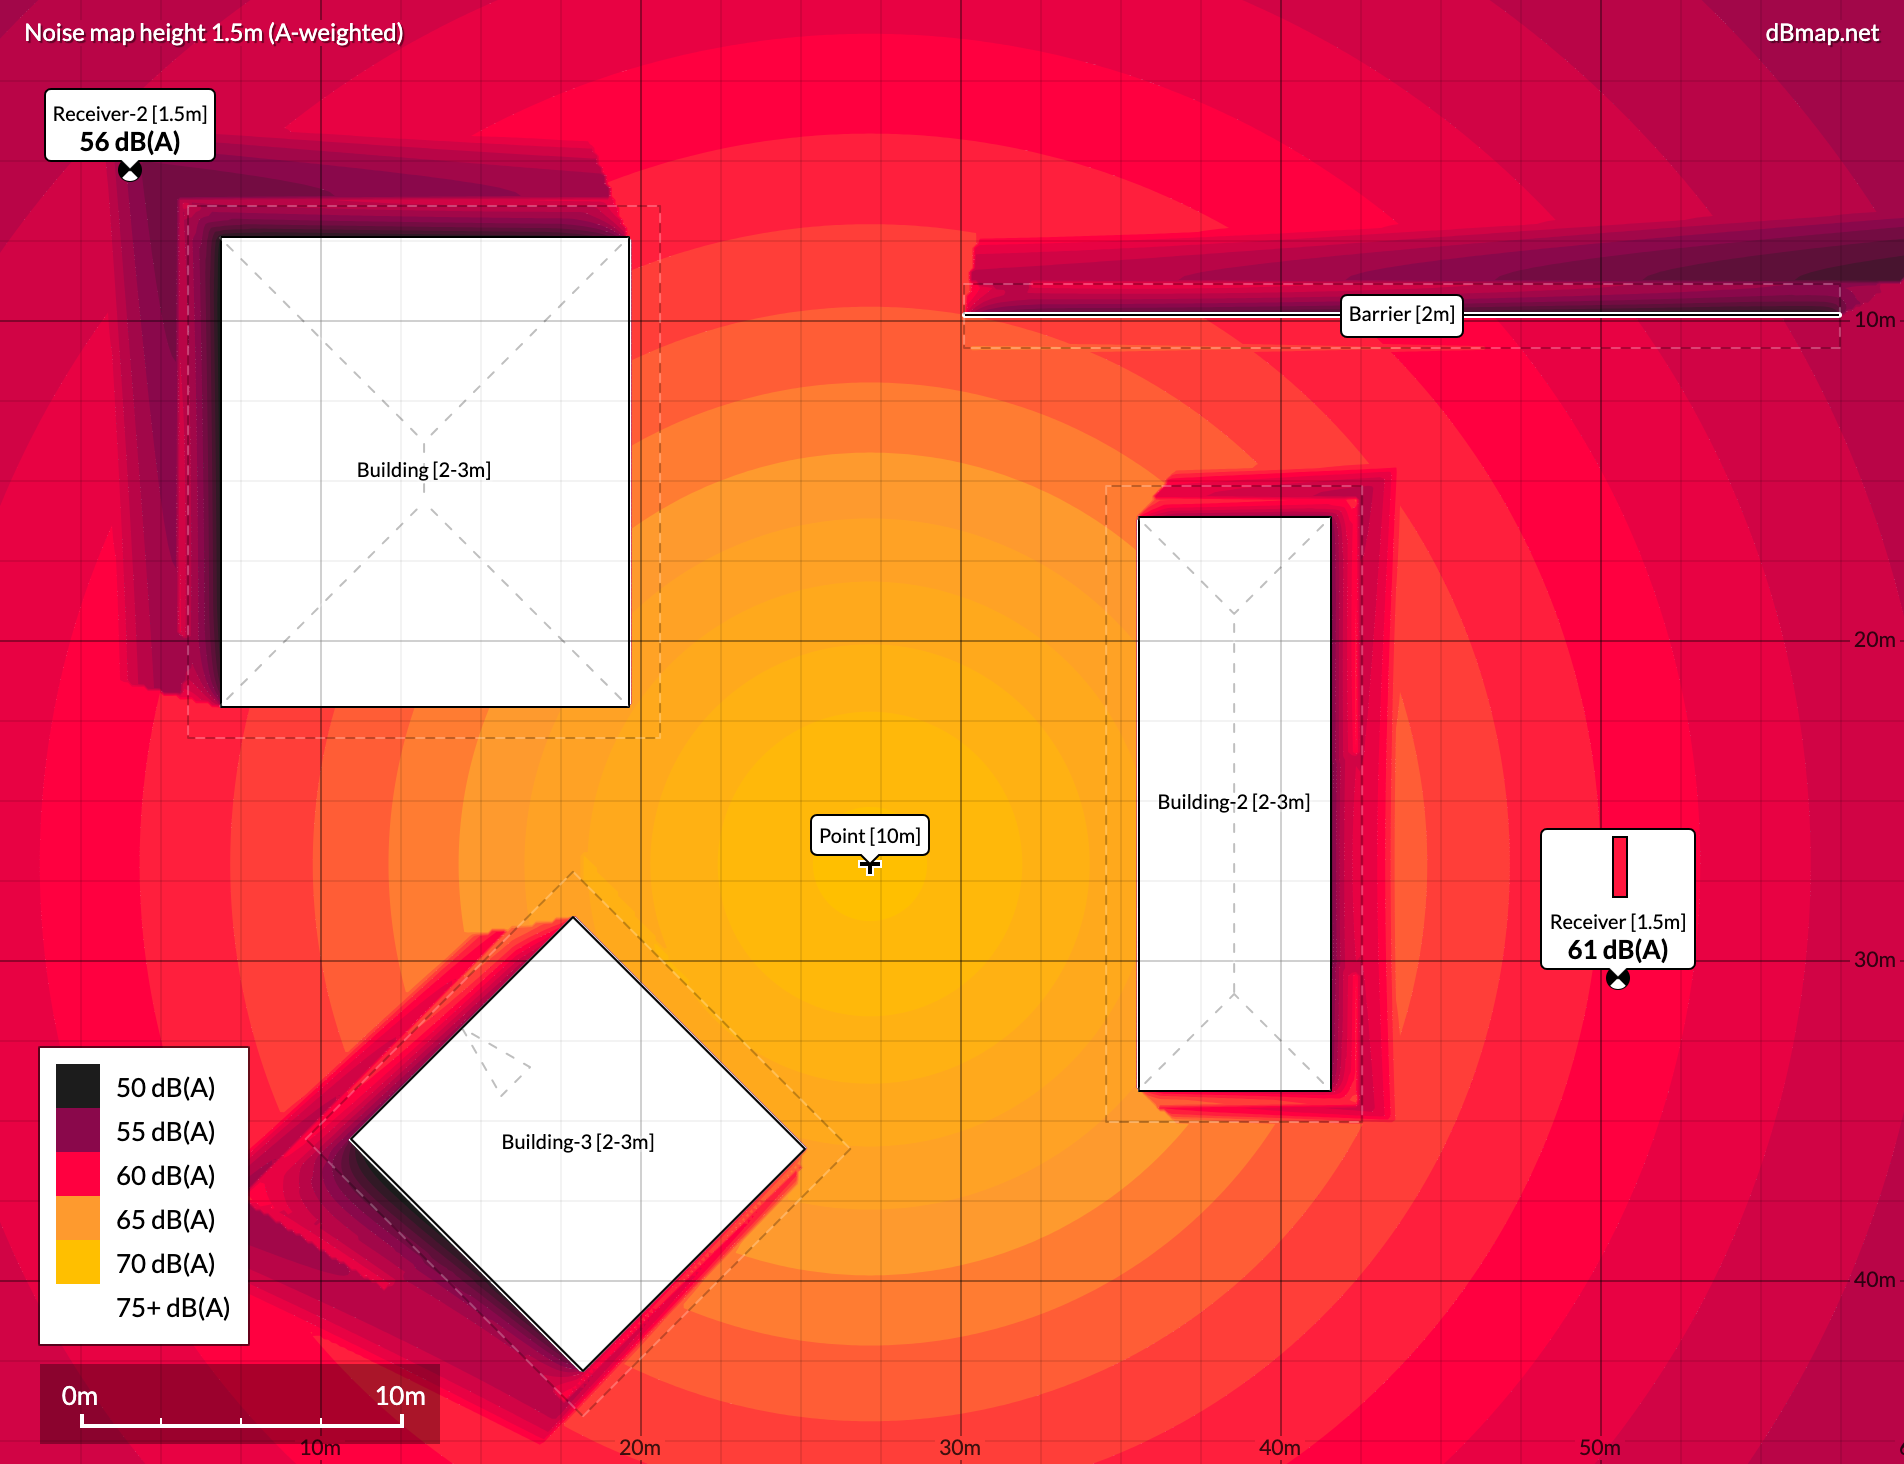 Noise map height 1.5m (A-weighted)
dBmap.net
Receiver-2 [1.5m]
56 dB(A)
Barrier [2m]
10m
Building [2-3m]
20m
Building-2 [2-3m]
Point [10m]
Receiver [1.5m]
61 dB(A)
30m
50 dB(A)
55 dB(A)
60 dB(A)
65 dB(A)
70 dB(A)
75+ dB(A)
Building-3 [2-3m]
40m
0m 10m
10m 20m 30m 40m 50m